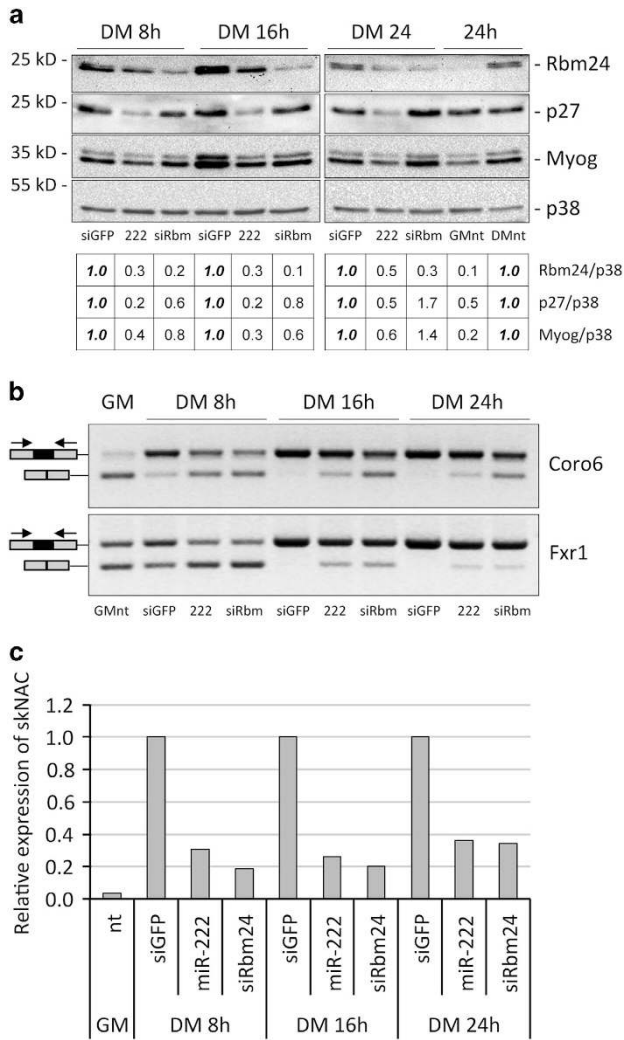 a
DM 8h DM 16h DM 24 24h
25 kD - - Rbm24
25 kD - - p27
35 kD - - Myog
55 kD - - p38
siGFP 222 siRbm siGFP 222 siRbm siGFP 222 siRbm GMnt DMnt
1.0 0.3 0.2 1.0 0.3 0.1 1.0 0.5 0.3 0.1 1.0 Rbm24/p38
1.0 0.2 0.6 1.0 0.2 0.8 1.0 0.5 1.7 0.5 1.0 p27/p38
1.0 0.4 0.8 1.0 0.3 0.6 1.0 0.6 1.4 0.2 1.0 Myog/p38
b
GM DM 8h DM 16h DM 24h
Coro6
Fxr1
GMnt siGFP 222 siRbm siGFP 222 siRbm siGFP 222 siRbm
c
Relative expression of skNAC
1.2
1.0
0.8
0.6
0.4
0.2
0.0
nt siGFP miR-222 siRbm24 siGFP miR-222 siRbm24 siGFP miR-222 siRbm24
GM DM 8h DM 16h DM 24h